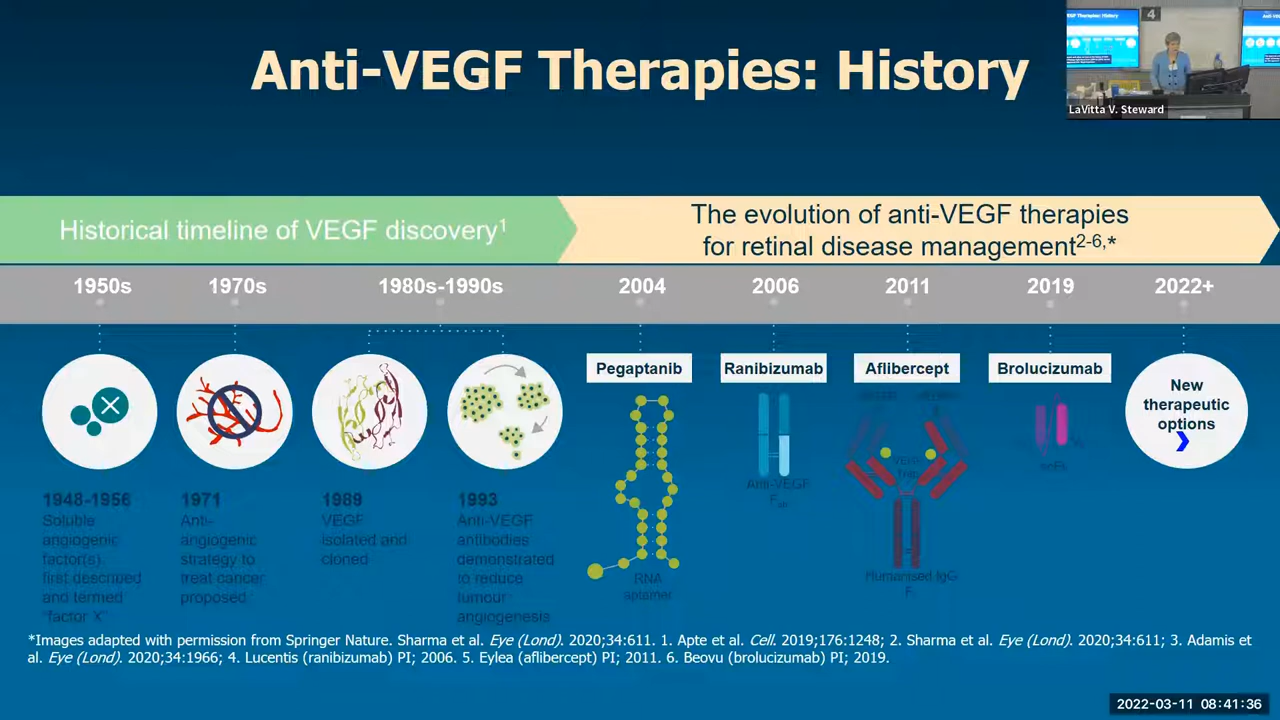 Anti-VEGF Therapies: History
4
LaVitta V. Steward
Historical timeline of VEGF discovery1
The evolution of anti-VEGF therapies
for retinal disease management2-6,*
1950s
1970s
1980s-1990s
2004
2006
2011
2019
2022+
Pegaptanib
Ranibizumab
Aflibercept
Brolucizumab
New
therapeutic
options
1948-1956
Soluble
angiogenic
factor(s)
first described
and termed
"factor X"
1971
Anti-
angiogenic
strategy to
treat cancer
proposed
1989
VEGF
isolated and
cloned
1993
Anti-VEGF
antibodies
demonstrated
to reduce
tumour
angiogenesis
RNA
aptamer
Anti-VEGF
Humanised IgG
*Images adapted with permission from Springer Nature. Sharma et al. Eye (Lond). 2020;34:611. 1. Apte et al. Cell. 2019;176:1248; 2. Sharma et al. Eye (Lond). 2020;34:611; 3. Adamis et
al. Eye (Lond). 2020;34:1966; 4. Lucentis (ranibizumab) PI; 2006. 5. Eylea (aflibercept) PI; 2011. 6. Beovu (brolucizumab) PI; 2019.
2022-03-11 08:41:36